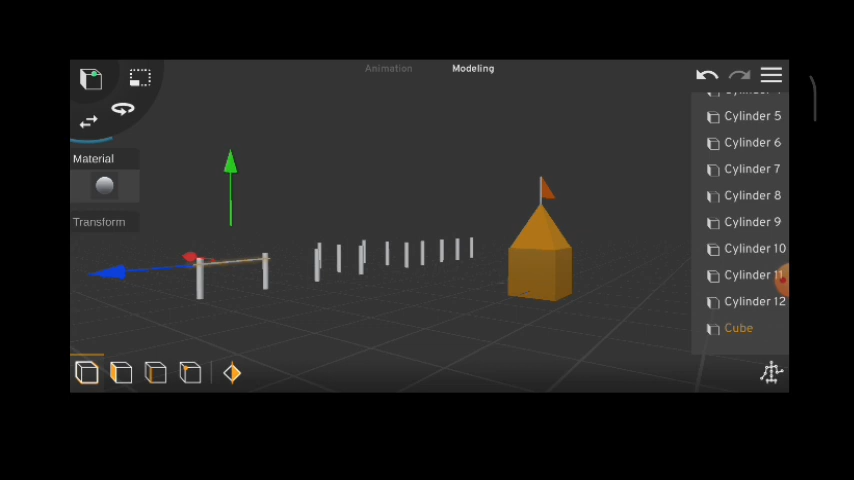 Animation
Modeling
Material
Transform
Cylinder 5
Cylinder 6
Cylinder 7
Cylinder 8
Cylinder 9
Cylinder 10
Cylinder 11
Cylinder 12
Cube